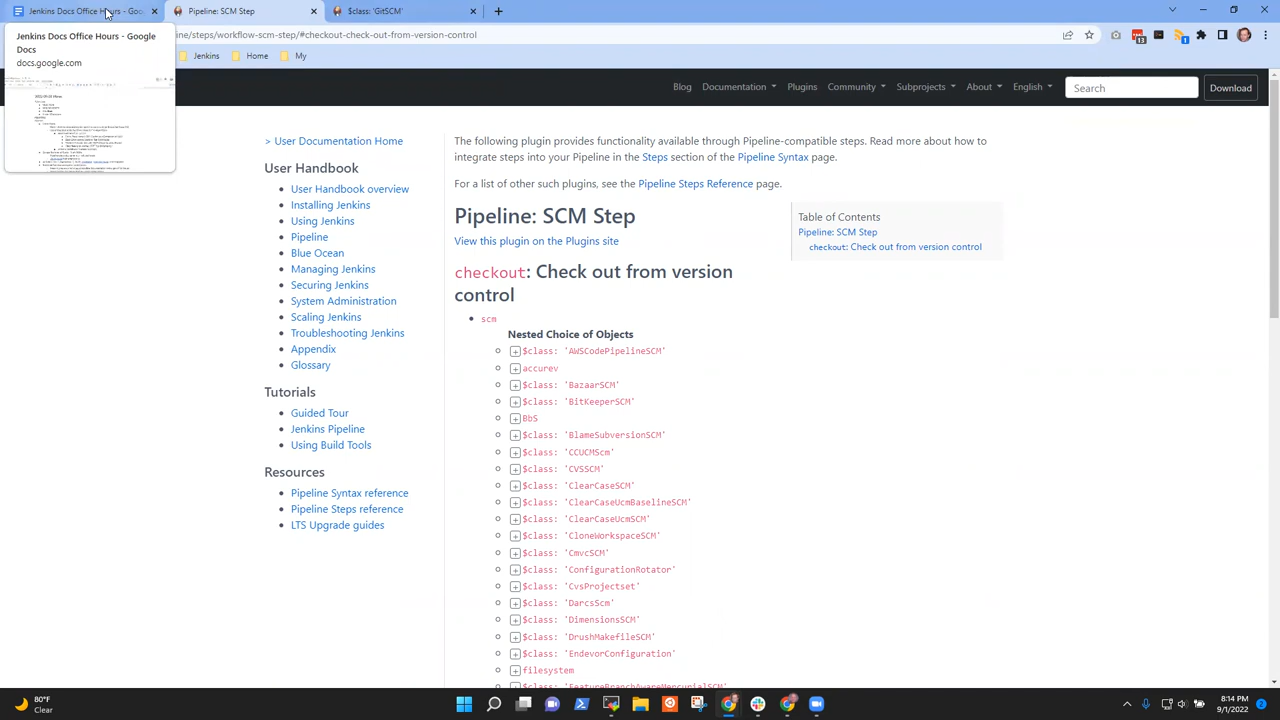 Jenkins Docs Office Hours - Goo
Pipeline: SCM Step
$class: 'GitSCM'
Jenkins Docs Office Hours - Google
Docs
docs.google.com
ine/steps/workflow-scm-step/#checkout-check-out-from-version-control
13
1
Jenkins
Home
My
Blog
Plugins
Community
Subprojects
About
English
Search
Download
> User Documentation Home
User Handbook
User Handbook overview
Installing Jenkins
Using Jenkins
Pipeline
Blue Ocean
Managing Jenkins
Securing Jenkins
System Administration
Scaling Jenkins
Troubleshooting Jenkins
Appendix
Glossary
Tutorials
Guided Tour
Jenkins Pipeline
Using Build Tools
Resources
Pipeline Syntax reference
Pipeline Steps reference
LTS Upgrade guides
The following plugin provides functionality available through Pipeline-compatible steps. Read more about how to
integrate steps into your Pipeline in the Steps section of the Pipeline Syntax page.
For a list of other such plugins, see the Pipeline Steps Reference page.
Pipeline: SCM Step
View this plugin on the Plugins site
checkout: Check out from version
control
scm
Nested Choice of Objects
$class: 'AWSCodePipelineSCM'
accurev
$class: 'BazaarSCM'
$class: 'BitKeeperSCM'
BbS
$class: 'BlameSubversionSCM'
$class: 'CCUCMScm'
$class: 'CVSSCM'
$class: 'ClearCaseSCM'
$class: 'ClearCaseUcmBaselineSCM'
$class: 'ClearCaseUcmSCM'
$class: 'CloneWorkspaceSCM'
$class: 'CmvcSCM'
$class: 'ConfigurationRotator'
$class: 'CvsProjectset'
$class: 'DarcsScm'
$class: 'DimensionsSCM'
$class: 'DrushMakefileSCM'
$class: 'EndevorConfiguration'
filesystem
$class: 'FeatureBranchAwareMercurialSCM'
Table of Contents
Pipeline: SCM Step
checkout: Check out from version control
80°F
Clear
8:14 PM
9/1/2022